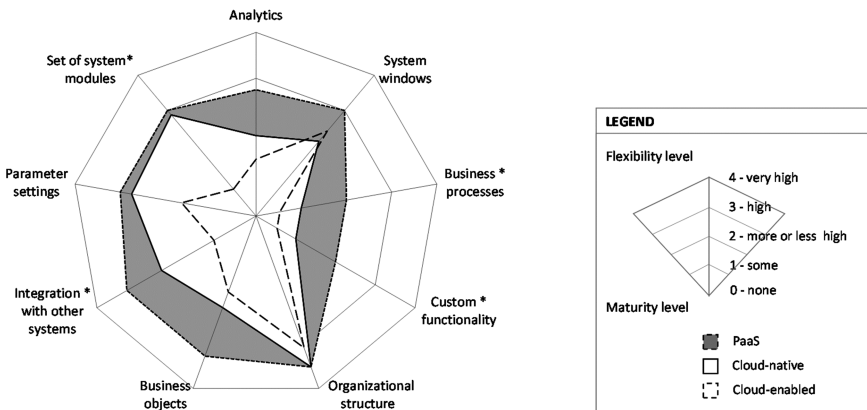 Analytics
Set of system*
modules
System
windows
Parameter
settings
Business *
processes
Integration *
with other
systems
Custom *
functionality
Business
objects
Organizational
structure
LEGEND
Flexibility level
4 - very high
3 - high
2 - more or less high
1 - some
0 - none
Maturity level
PaaS
Cloud-native
Cloud-enabled